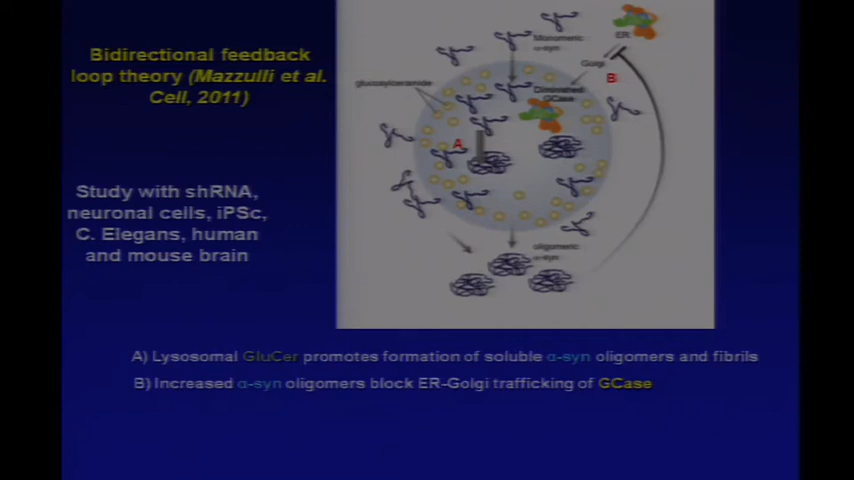 Bidirectional feedback
loop theory (Mazzulli et al.
Cell, 2011)
Study with shRNA,
neuronal cells, iPSc,
C. Elegans, human
and mouse brain
ER
Monomeric
α-syn
Golgi
B
glucosylceramide
Diminished
GCase
A
oligomeric
α-syn
A) Lysosomal GluCer promotes formation of soluble α-syn oligomers and fibrils
B) Increased α-syn oligomers block ER-Golgi trafficking of GCase